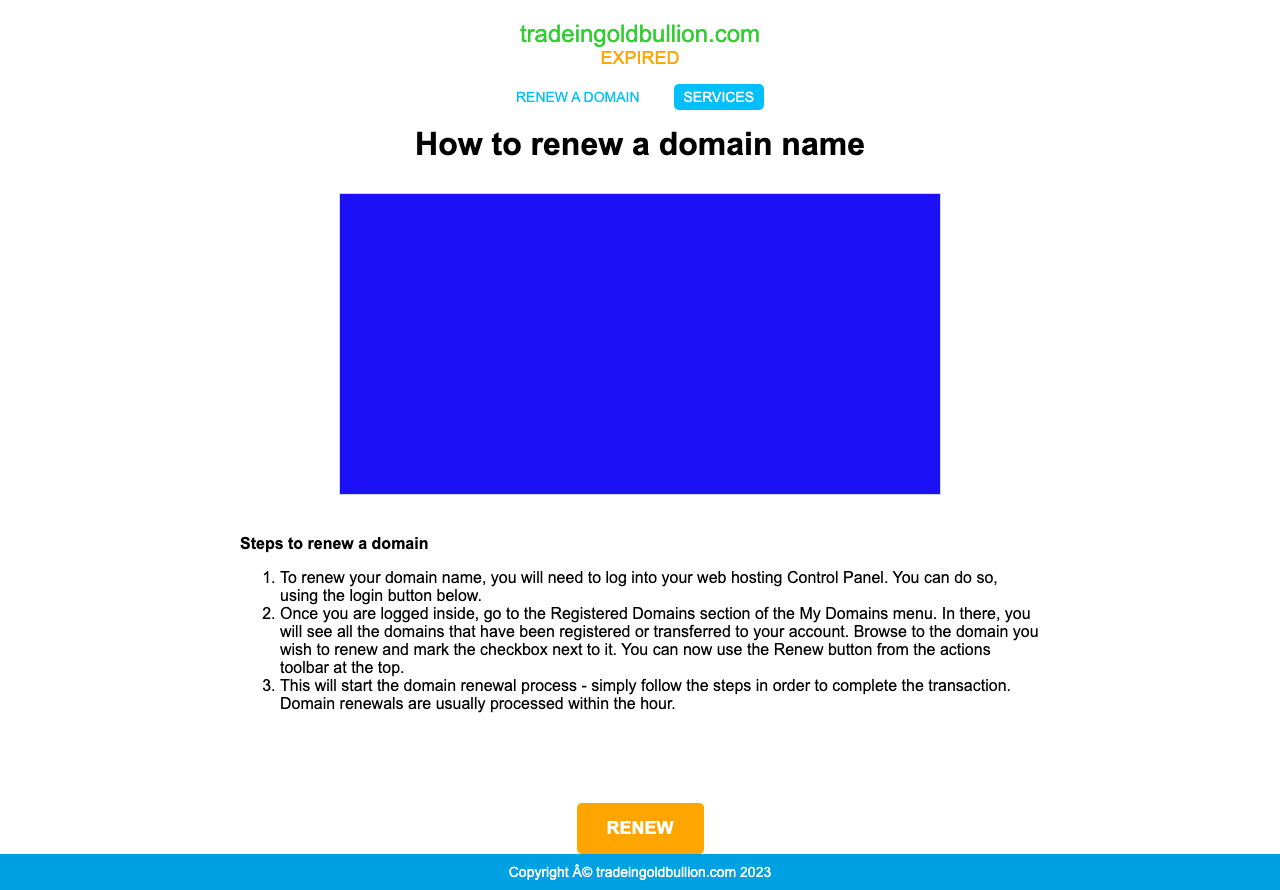 tradeingoldbullion.com
EXPIRED
RENEW A DOMAIN SERVICES
How to renew a domain name
Steps to renew a domain
1. To renew your domain name, you will need to log into your web hosting Control Panel. You can do so,
using the login button below.
2. Once you are logged inside, go to the Registered Domains section of the My Domains menu. In there, you
will see all the domains that have been registered or transferred to your account. Browse to the domain you
wish to renew and mark the checkbox next to it. You can now use the Renew button from the actions
toolbar at the top.
3. This will start the domain renewal process - simply follow the steps in order to complete the transaction.
Domain renewals are usually processed within the hour.
RENEW
Copyright Â© tradeingoldbullion.com 2023